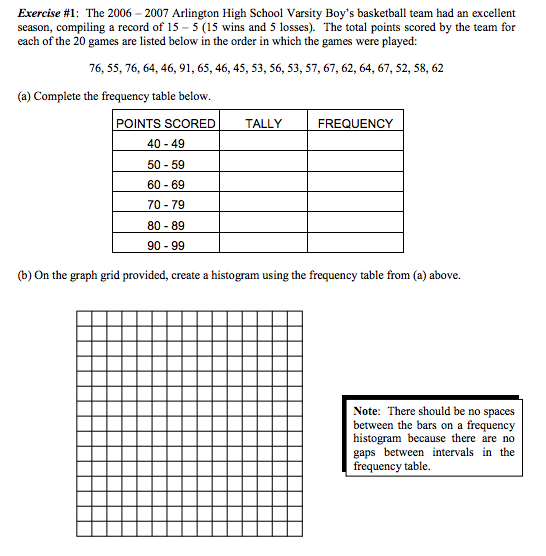 Exercise #1: The 2006 – 2007 Arlington High School Varsity Boy's basketball team had an excellent
season, compiling a record of 15 – 5 (15 wins and 5 losses). The total points scored by the team for
each of the 20 games are listed below in the order in which the games were played:
76, 55, 76, 64, 46, 91, 65, 46, 45, 53, 56, 53, 57, 67, 62, 64, 67, 52, 58, 62
(a) Complete the frequency table below.
POINTS SCORED TALLY FREQUENCY
40 - 49
50 - 59
60 - 69
70 - 79
80 - 89
90 - 99
(b) On the graph grid provided, create a histogram using the frequency table from (a) above.
Note: There should be no spaces
between the bars on a frequency
histogram because there are no
gaps between intervals in the
frequency table.